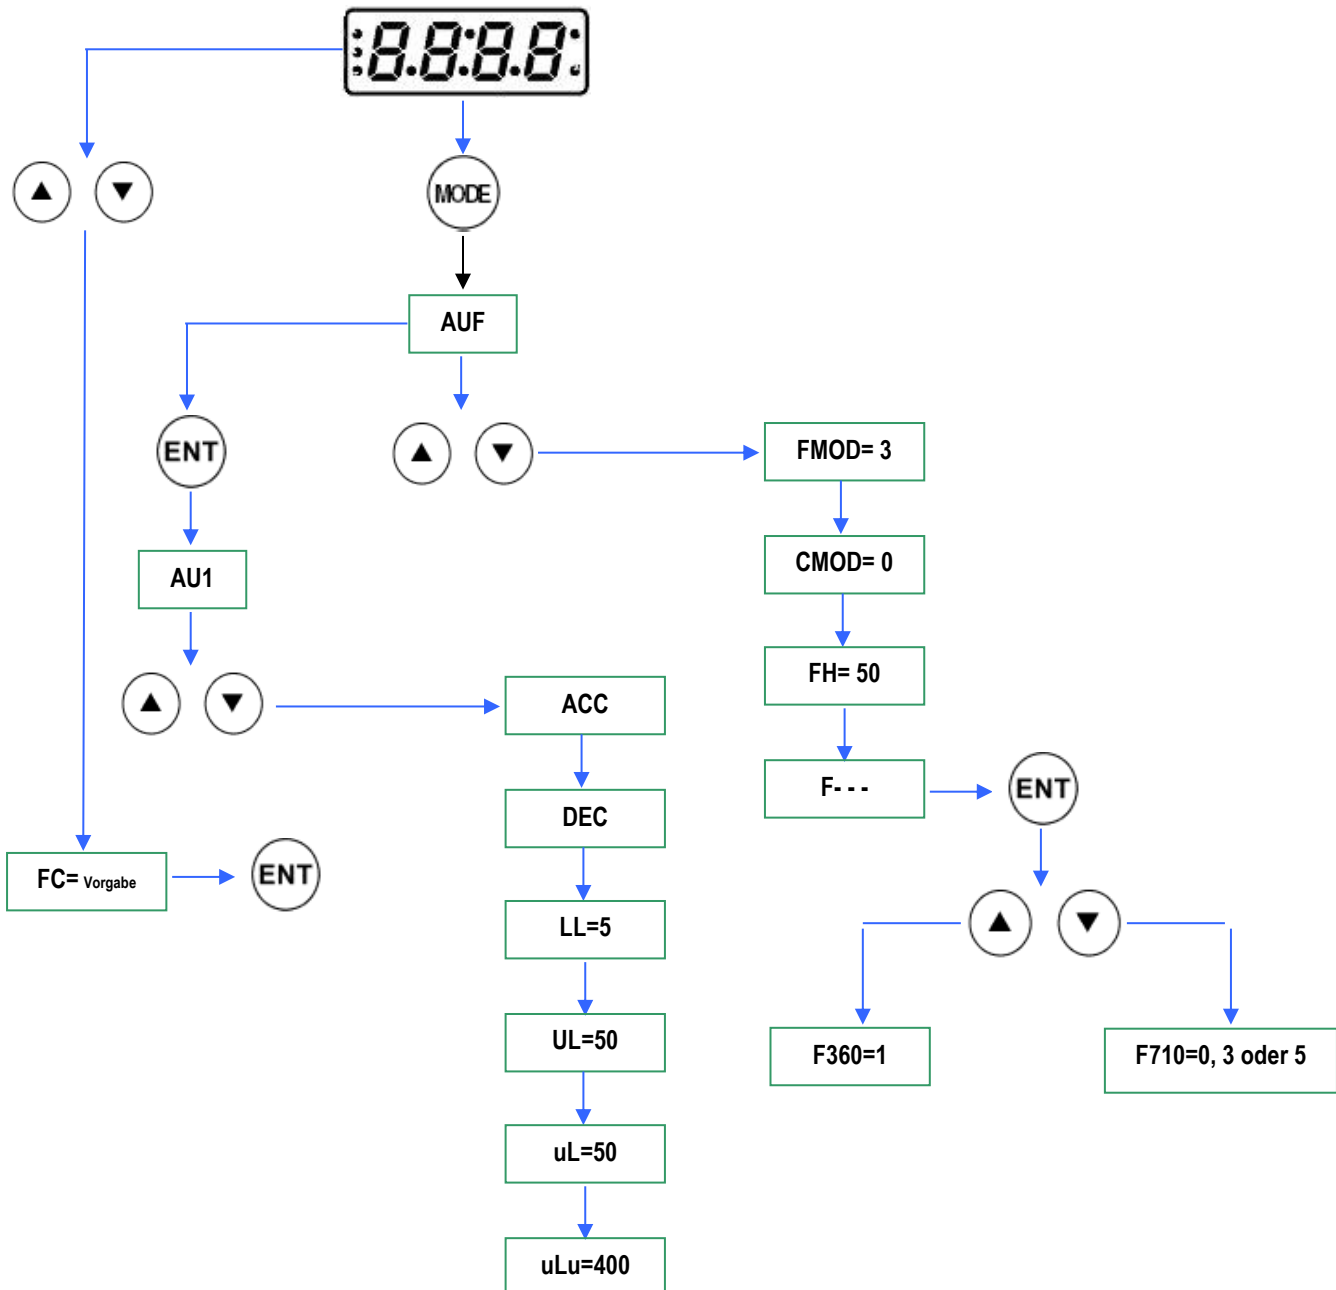 8.8.8.8
MODE
AUF
ENT
FMOD= 3
AU1
CMOD= 0
FH= 50
ACC
F- - -
ENT
DEC
FC= Vorgabe
ENT
LL=5
UL=50
F360=1
F710=0, 3 oder 5
uL=50
uLu=400